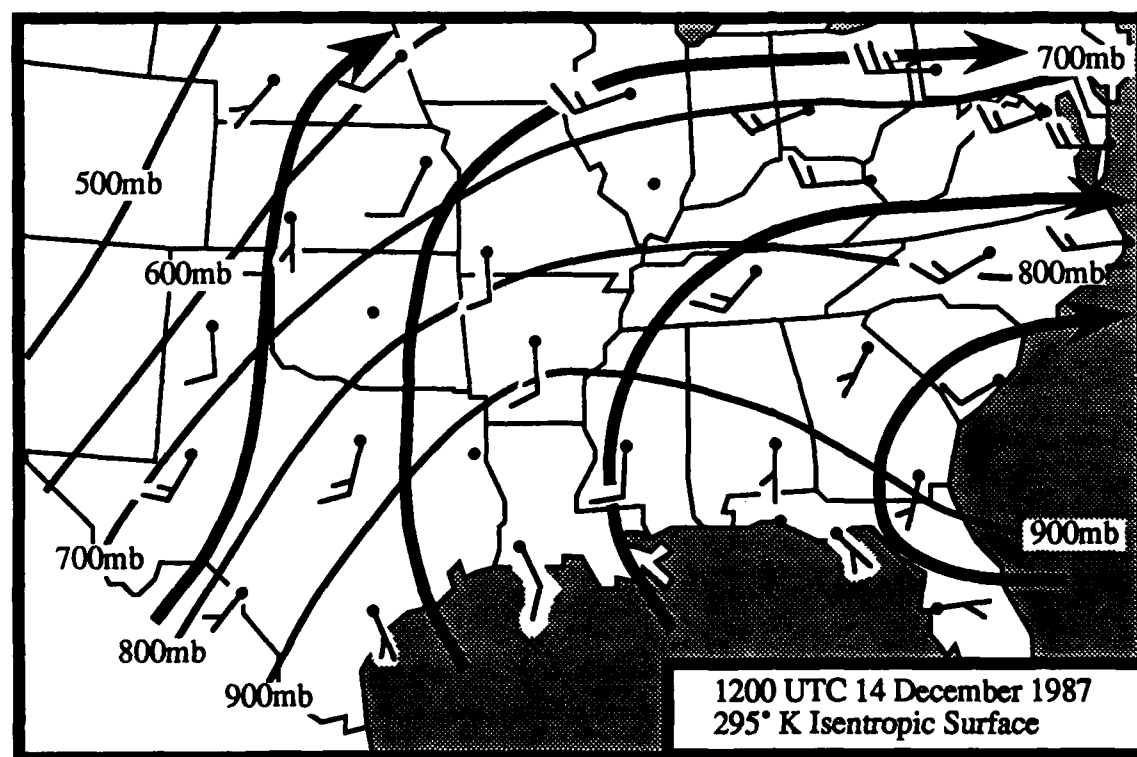 700mb
500mb
600mb
800mb
900mb
700mb
800mb
900mb
1200 UTC 14 December 1987
295° K Isentropic Surface